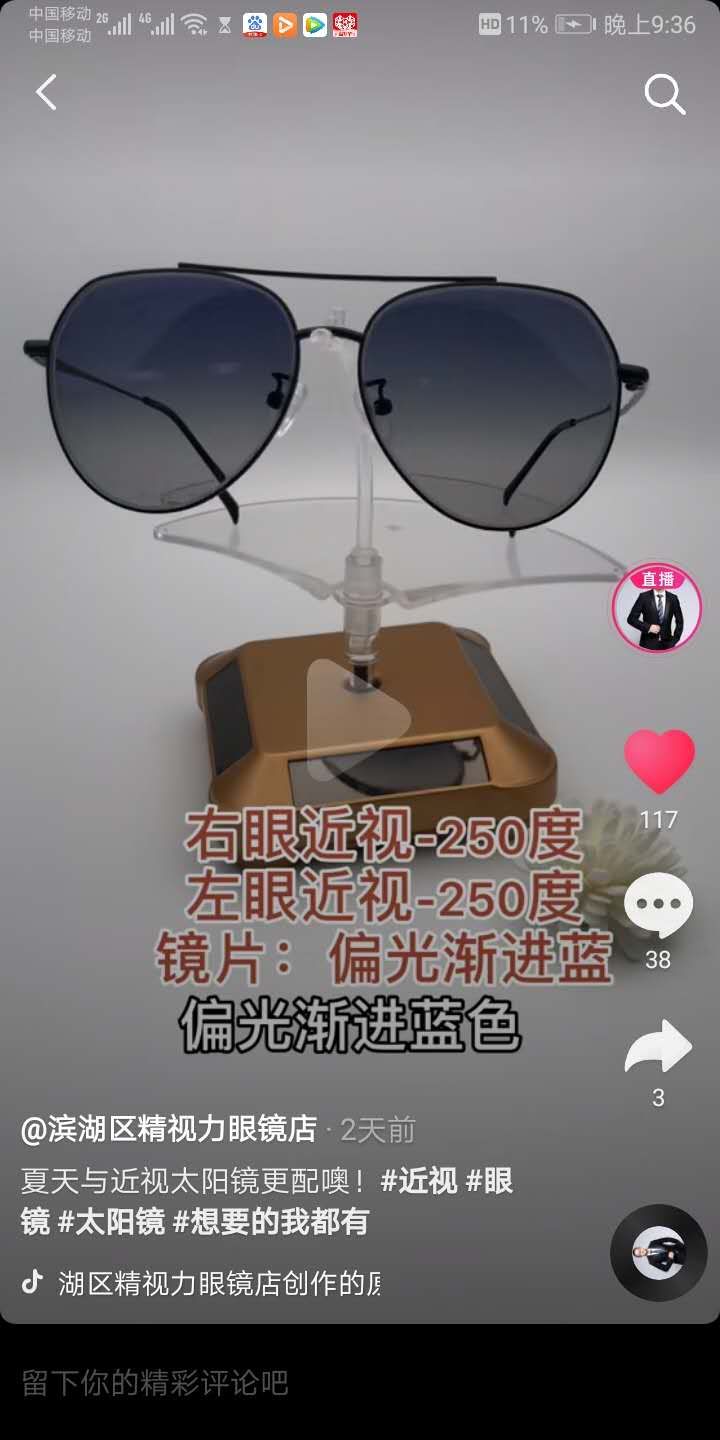 中国移动 2G 4G HD 11% 晚上9:36
中国移动
直播
117
右眼近视-250度
左眼近视-250度
镜片：偏光渐进蓝
38
偏光渐进蓝色
3
@滨湖区精视力眼镜店 · 2天前
夏天与近视太阳镜更配噢！#近视 #眼
镜 #太阳镜 #想要的我都有
湖区精视力眼镜店创作的
留下你的精彩评论吧